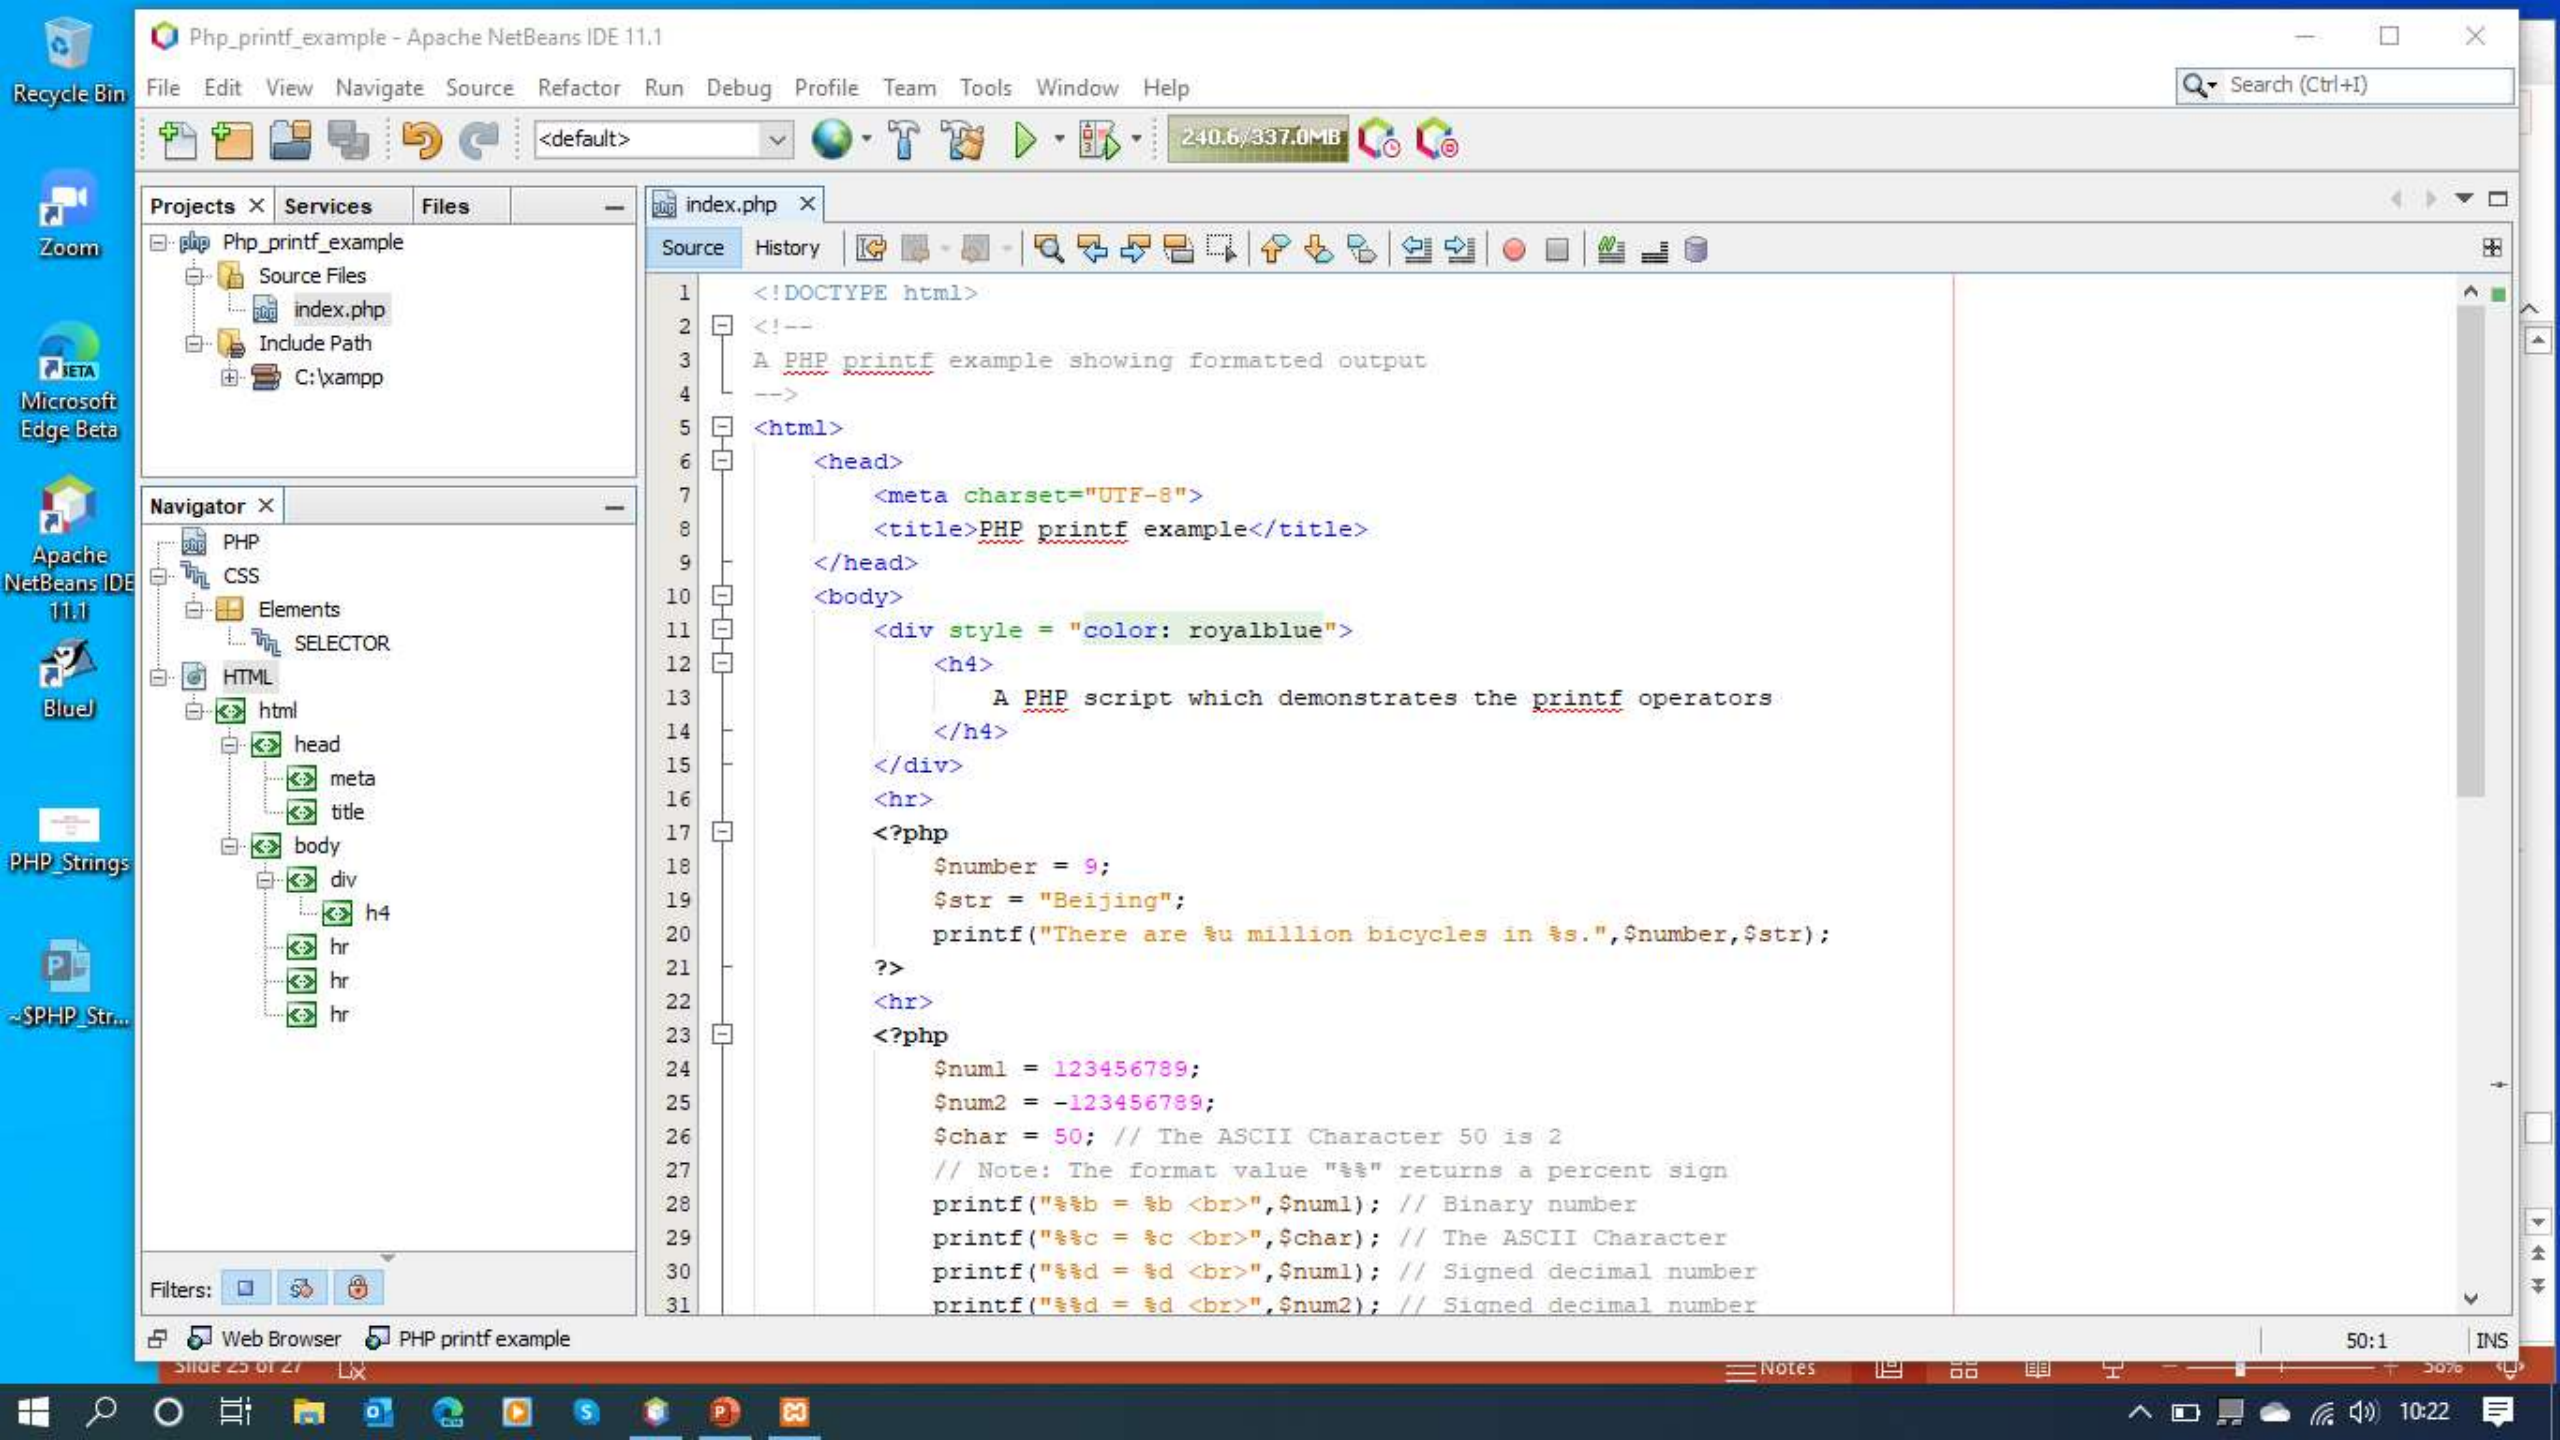 Recycle Bin
Zoom
Microsoft
Edge Beta
Apache
NetBeans IDE
11.1
BlueJ
PHP_Strings
~$PHP_Str...
Php_printf_example - Apache NetBeans IDE 11.1
File Edit View Navigate Source Refactor Run Debug Profile Team Tools Window Help
Search (Ctrl+I)
<default>
240.6/337.0MB
Projects Services Files
Php_printf_example
Source Files
index.php
Include Path
C:\xampp
Navigator
PHP
CSS
Elements
SELECTOR
HTML
html
head
meta
title
body
div
h4
hr
hr
hr
Filters:
index.php
Source History
1 <!DOCTYPE html>
2 <!--
3 A PHP printf example showing formatted output
4 -->
5 <html>
6 <head>
7 <meta charset="UTF-8">
8 <title>PHP printf example</title>
9 </head>
10 <body>
11 <div style = "color: royalblue">
12 <h4>
13 A PHP script which demonstrates the printf operators
14 </h4>
15 </div>
16 <hr>
17 <?php
18 $number = 9;
19 $str = "Beijing";
20 printf("There are %u million bicycles in %s.",$number,$str);
21 ?>
22 <hr>
23 <?php
24 $num1 = 123456789;
25 $num2 = -123456789;
26 $char = 50; // The ASCII Character 50 is 2
27 // Note: The format value "%%" returns a percent sign
28 printf("%%b = %b <br>",$num1); // Binary number
29 printf("%%c = %c <br>",$char); // The ASCII Character
30 printf("%%d = %d <br>",$num1); // Signed decimal number
31 printf("%%d = %d <br>",$num2); // Signed decimal number
Web Browser PHP printf example
50:1 INS
Slide 25 of 27
Notes
58%
10:22